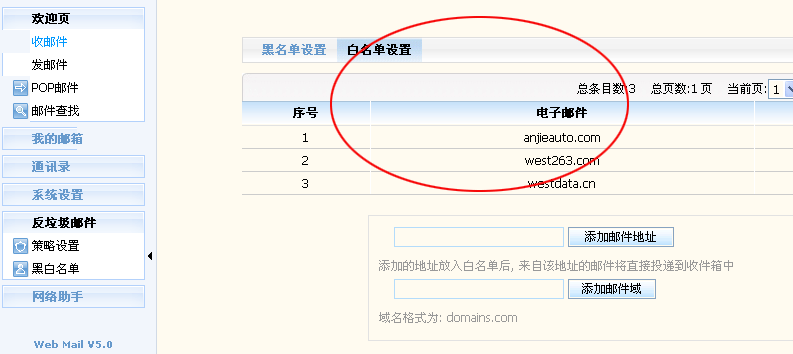 欢迎页
收邮件
发邮件
POP邮件
邮件查找
我的邮箱
通讯录
系统设置
反垃圾邮件
策略设置
黑白名单
网络助手
Web Mail V5.0
黑名单设置 白名单设置
总条目数:3 总页数:1 页 当前页: 1
序号 电子邮件
1 anjieauto.com
2 west263.com
3 westdata.cn
添加邮件地址
添加的地址放入白名单后, 来自该地址的邮件将直接投递到收件箱中
添加邮件域
域名格式为: domains.com